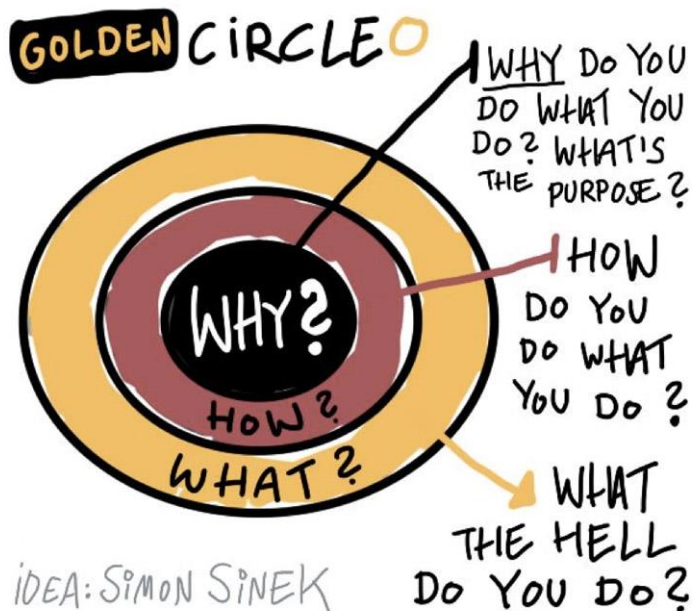 GOLDEN CiRCLE
WHY DO YOU
DO WHAT YOU
DO? WHAT'S
THE PURPOSE?
WHY?
HOW?
WHAT?
HOW
DO YOU
DO WHAT
YOU DO?
WHAT
THE HELL
DO YOU DO?
iDEA: SiMON SiNEK